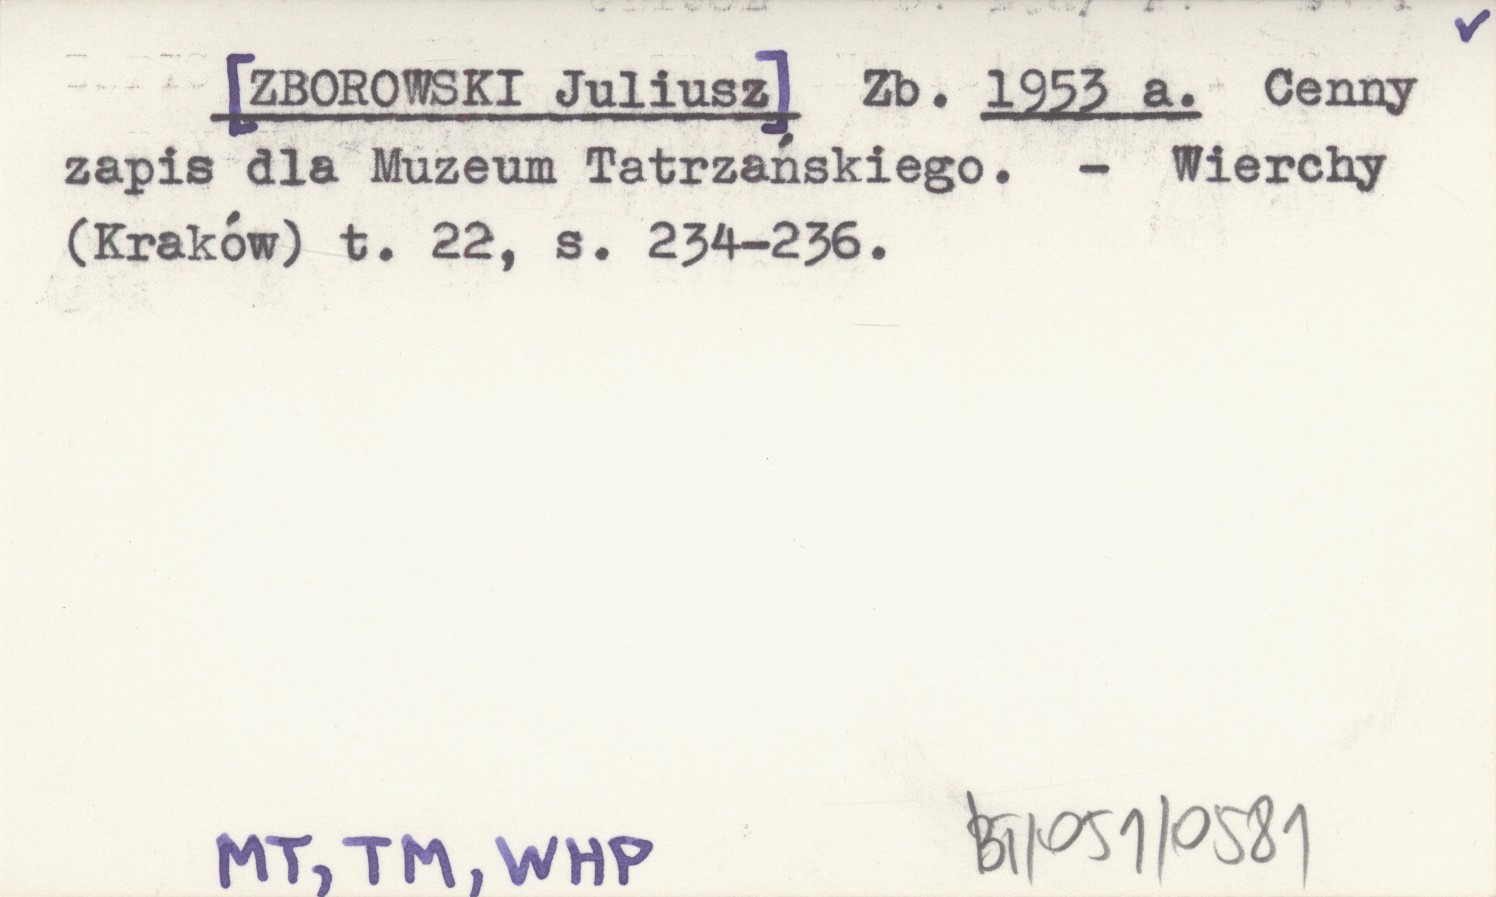 [ZBOROWSKI Juliusz] Zb. 1953 a. Cenny
zapis dla Muzeum Tatrzańskiego. - Wierchy
(Kraków) t. 22, s. 234-236.
MT, TM, WHP
BT/051/0581